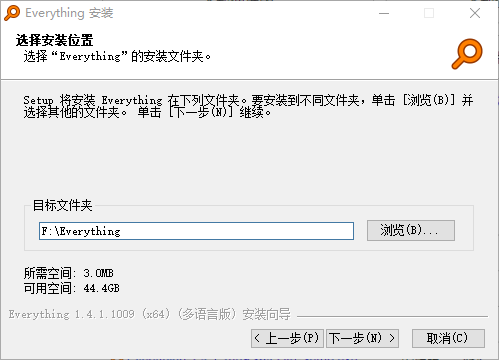 Everything 安装
选择安装位置
选择“Everything”的安装文件夹。
Setup 将安装 Everything 在下列文件夹。要安装到不同文件夹，单击 [浏览(B)] 并
选择其他的文件夹。 单击 [下一步(N)] 继续。
目标文件夹
F:\Everything
浏览(B)...
所需空间: 3.0MB
可用空间: 44.4GB
Everything 1.4.1.1009 (x64) (多语言版) 安装向导
< 上一步(P)
下一步(N) >
取消(C)